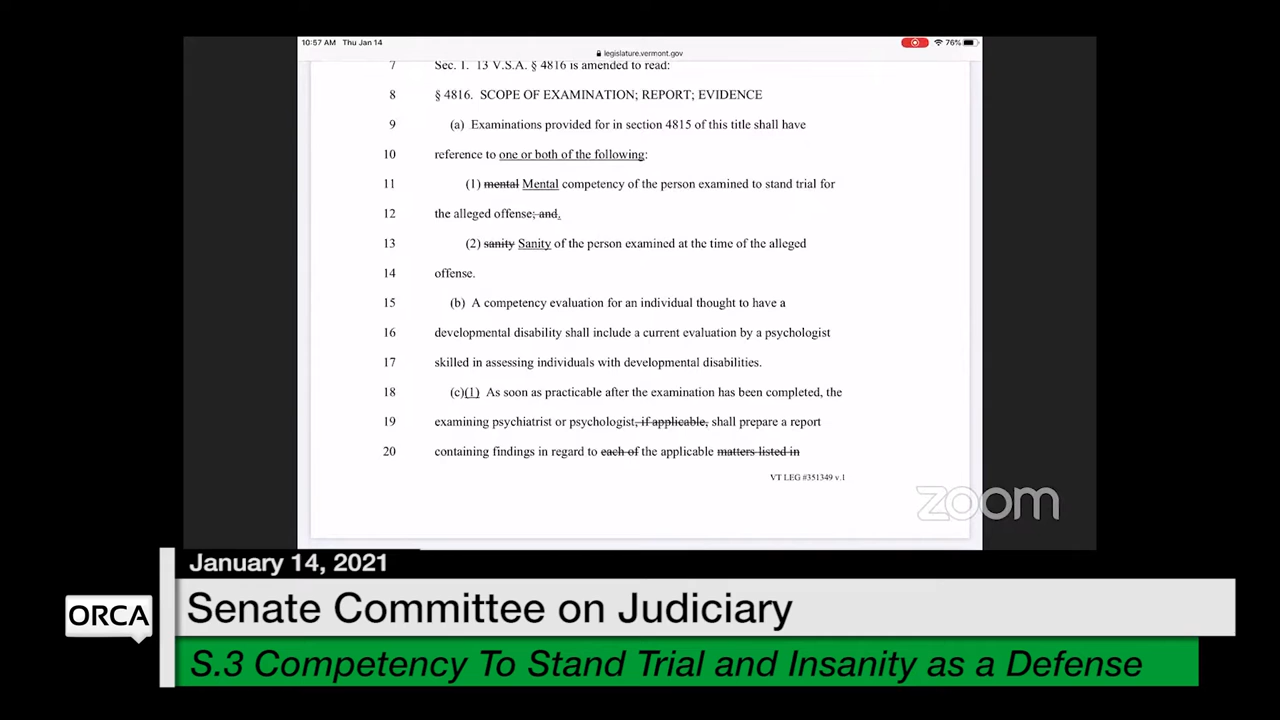 10:57 AM Thu Jan 14
76%
legislature.vermont.gov
7 Sec. 1. 13 V.S.A. § 4816 is amended to read:
8 § 4816. SCOPE OF EXAMINATION; REPORT; EVIDENCE
9 (a) Examinations provided for in section 4815 of this title shall have
10 reference to one or both of the following:
11 (1) mental Mental competency of the person examined to stand trial for
12 the alleged offense; and.
13 (2) sanity Sanity of the person examined at the time of the alleged
14 offense.
15 (b) A competency evaluation for an individual thought to have a
16 developmental disability shall include a current evaluation by a psychologist
17 skilled in assessing individuals with developmental disabilities.
18 (c)(1) As soon as practicable after the examination has been completed, the
19 examining psychiatrist or psychologist, if applicable, shall prepare a report
20 containing findings in regard to each of the applicable matters listed in
VT LEG #351349 v.1
zoom
January 14, 2021
ORCA
Senate Committee on Judiciary
S.3 Competency To Stand Trial and Insanity as a Defense